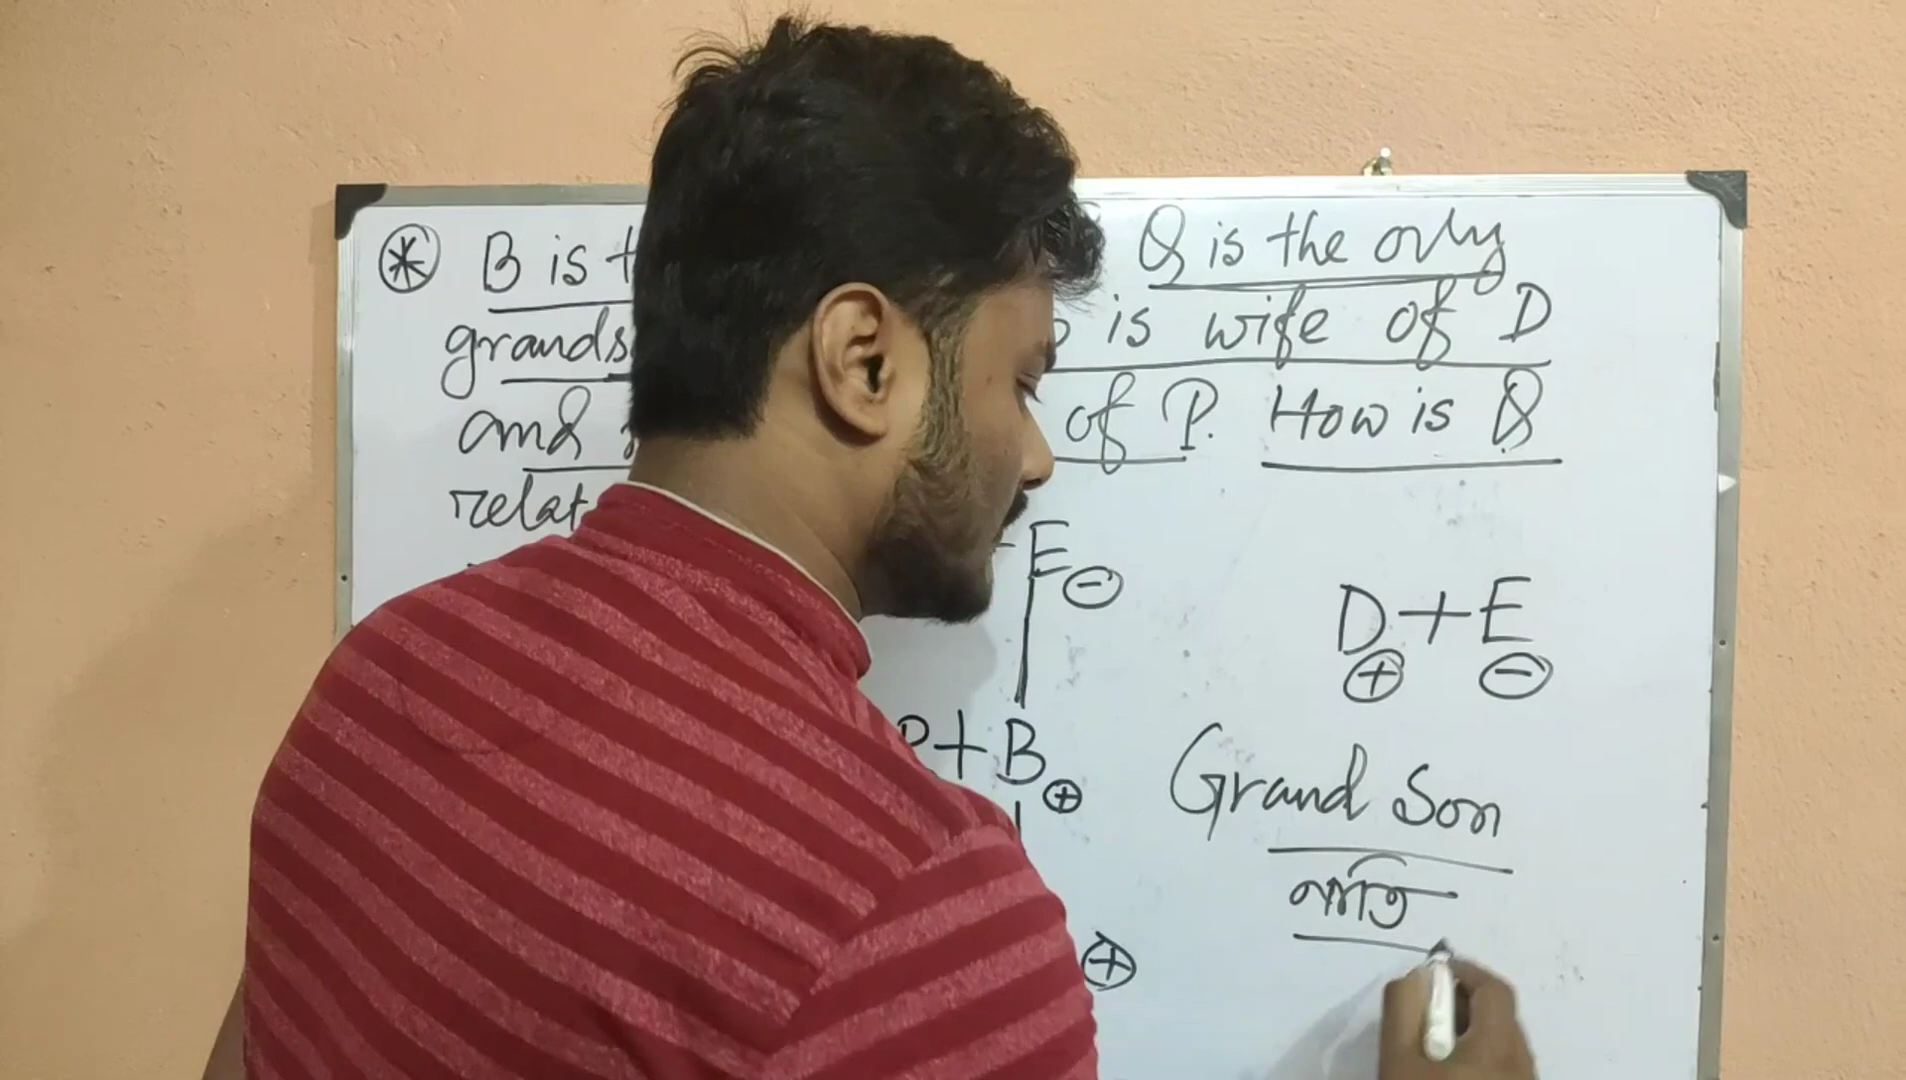 * B is Q is the only
grands is wife of D
and of P. How is Q
relat
E -
D + E
+ -
P + B +
Grand Son
নাতি
+